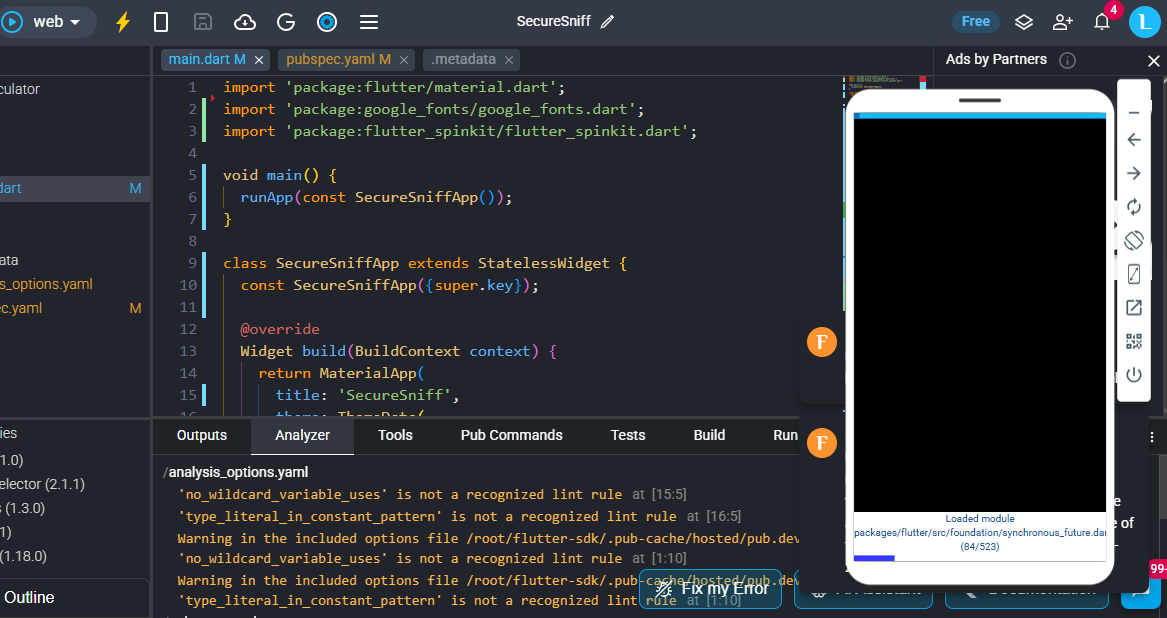 web
SecureSniff
Free
4
L
main.dart M
pubspec.yaml M
.metadata
Ads by Partners
culator
dart M
ata
s_options.yaml
ec.yaml M
1 import 'package:flutter/material.dart';
2 import 'package:google_fonts/google_fonts.dart';
3 import 'package:flutter_spinkit/flutter_spinkit.dart';
4
5 void main() {
6 runApp(const SecureSniffApp());
7 }
8
9 class SecureSniffApp extends StatelessWidget {
10 const SecureSniffApp({super.key});
11
12 @override
13 Widget build(BuildContext context) {
14 return MaterialApp(
15 title: 'SecureSniff',
16 theme: ThemeData(
F
F
Loaded module
packages/flutter/src/foundation/synchronous_future.dar
(84/523)
e
e of
-
99+
ies
1.0)
elector (2.1.1)
s (1.3.0)
1)
(1.18.0)
Outline
Outputs Analyzer Tools Pub Commands Tests Build Run
/analysis_options.yaml
'no_wildcard_variable_uses' is not a recognized lint rule at [15:5]
'type_literal_in_constant_pattern' is not a recognized lint rule at [16:5]
Warning in the included options file /root/flutter-sdk/.pub-cache/hosted/pub.dev
'no_wildcard_variable_uses' is not a recognized lint rule at [1:10]
Warning in the included options file /root/flutter-sdk/.pub-cache/hosted/pub.dev
'type_literal_in_constant_pattern' is not a recognized lint rule at [1:10]
Fix my Error
Documentation